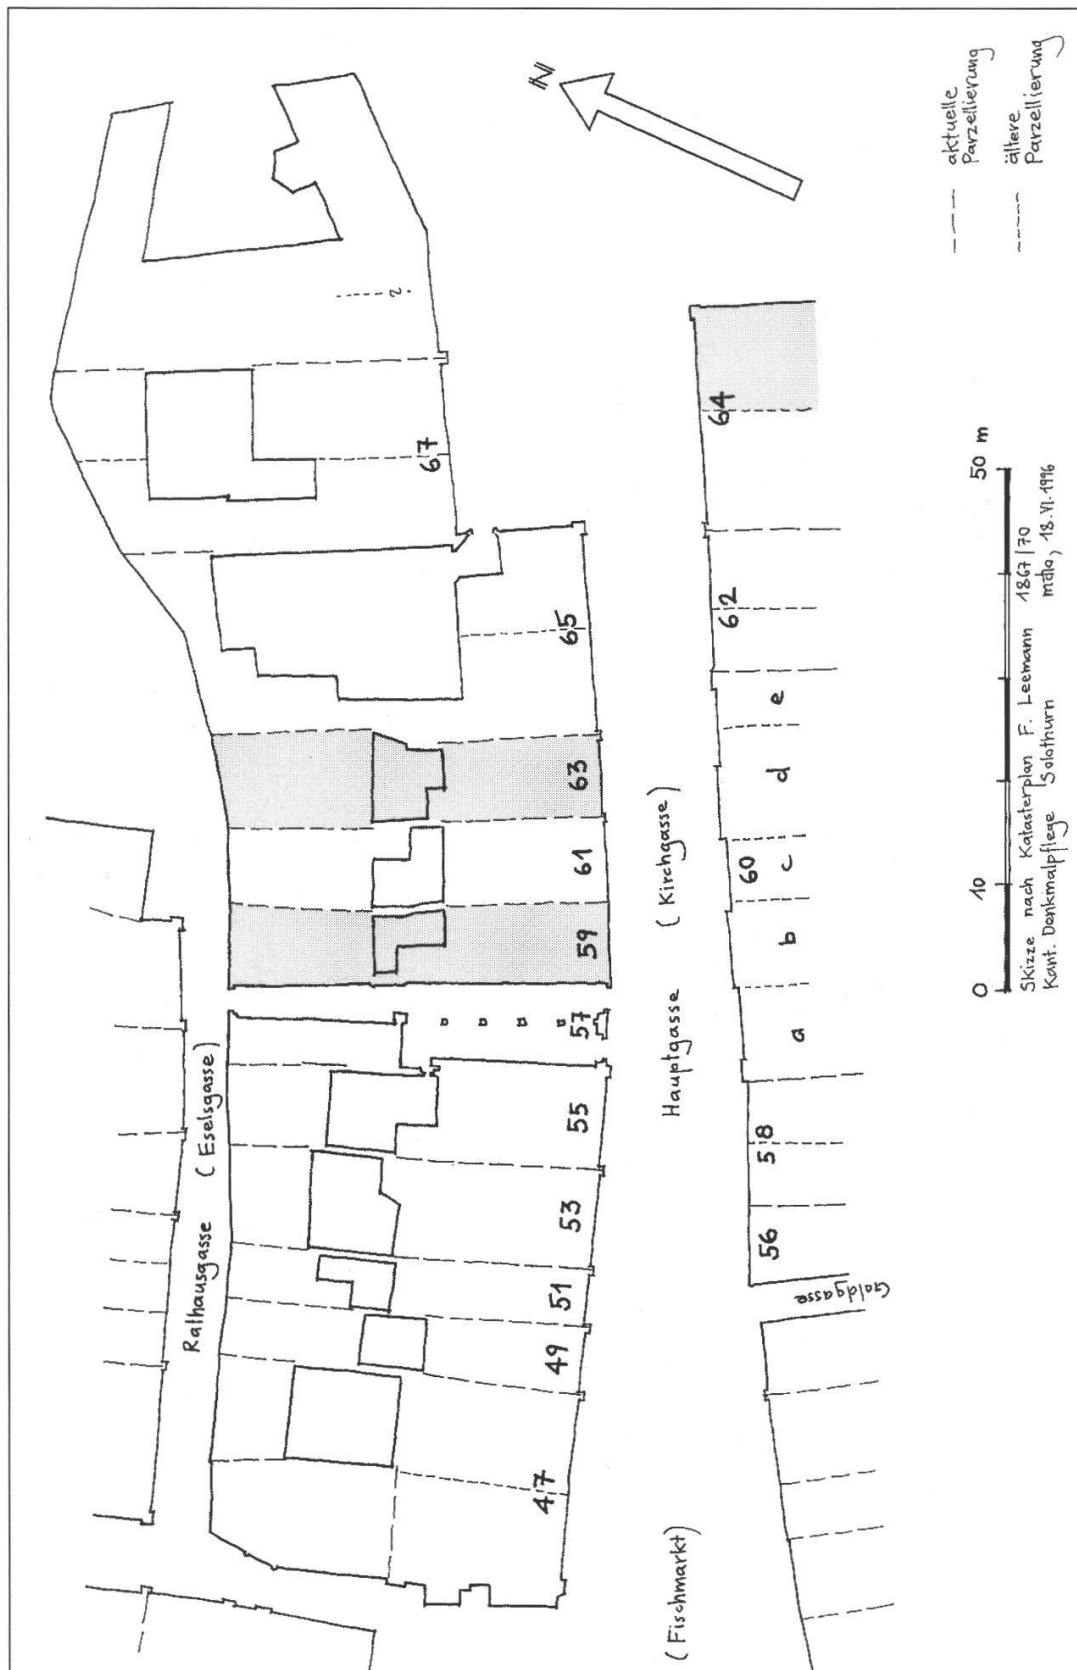 N
--- aktuelle
Parzellierung
---- ältere
Parzellierung
?
67
65
63
61
59
57
55
53
51
49
47
Rathausgasse (Eselsgasse)
Hauptgasse (Kirchgasse)
(Fischmarkt)
64
62
e
d
60
c
b
a
58
56
Goldgasse
0 10 50 m
Skizze nach Katasterplan F. Leemann 1867/70
Kant. Denkmalpflege Solothurn 18.VI.1996